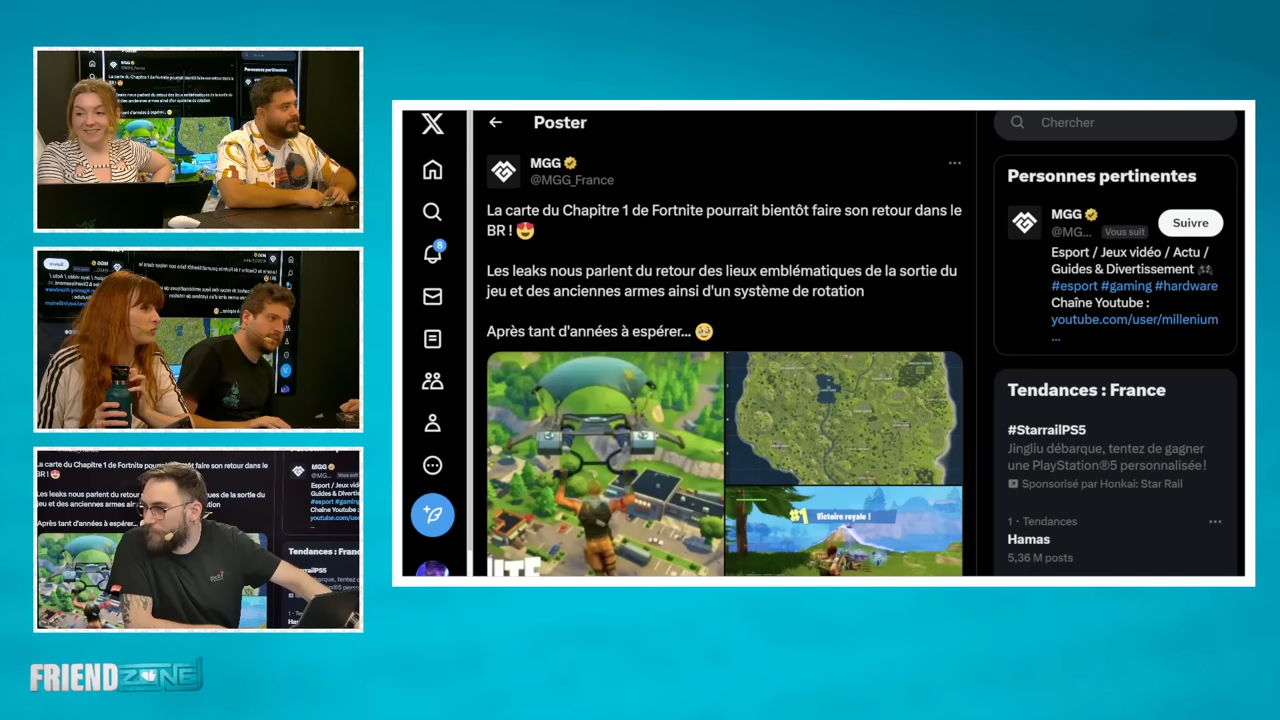 Poster
MGG
@MGG_France
La carte du Chapitre 1 de Fortnite pourrait bientôt faire son retour dans le
BR !
Les leaks nous parlent du retour des lieux emblématiques de la sortie du
jeu et des anciennes armes ainsi d'un système de rotation
Après tant d'années à espérer...
#1 Victoire royale !
8
Chercher
Personnes pertinentes
MGG
@MG... Vous suit
Suivre
Esport / Jeux vidéo / Actu /
Guides & Divertissement
#esport #gaming #hardware
Chaîne Youtube :
youtube.com/user/millenium
...
Tendances : France
#StarrailPS5
Jingliu débarque, tentez de gagner
une PlayStation®5 personnalisée !
Sponsorisé par Honkai: Star Rail
1 · Tendances
Hamas
5,36 M posts
FRIENDZONE